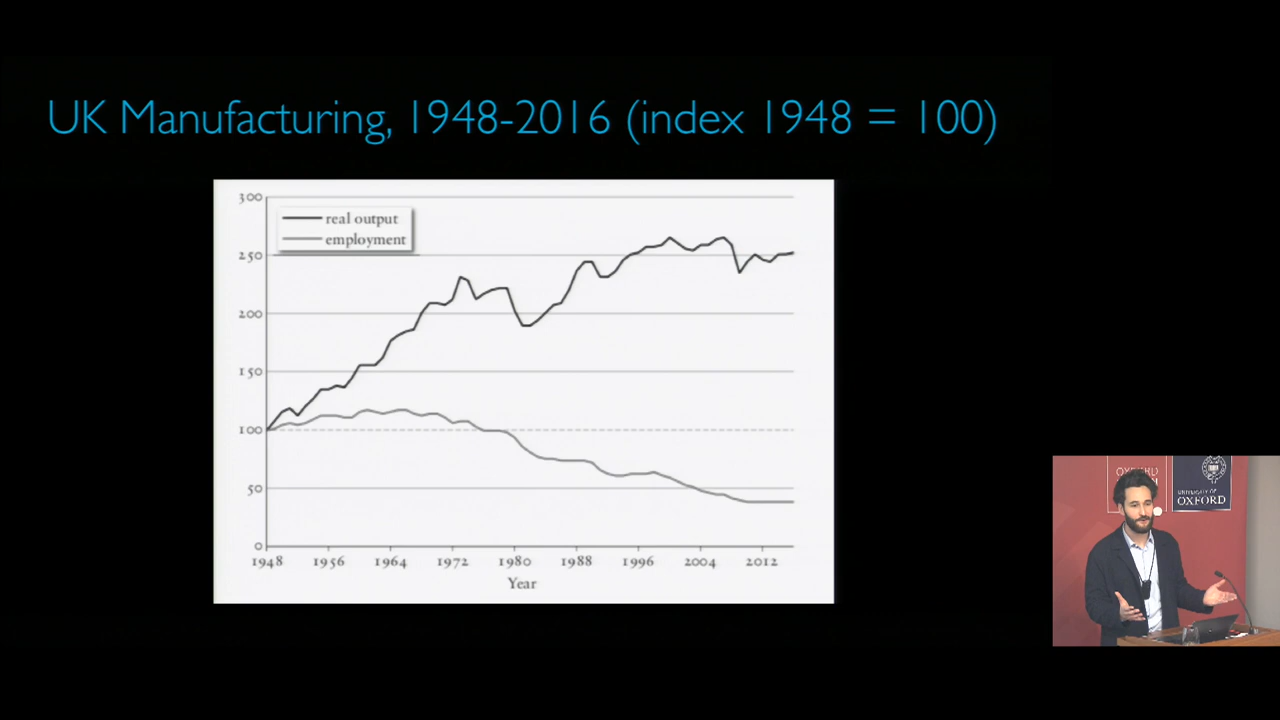 UK Manufacturing, 1948-2016 (index 1948 = 100)
300
250
200
150
100
50
0
real output
employment
1948 1956 1964 1972 1980 1988 1996 2004 2012
Year
OXFORD
UNIVERSITY OF
OXFORD